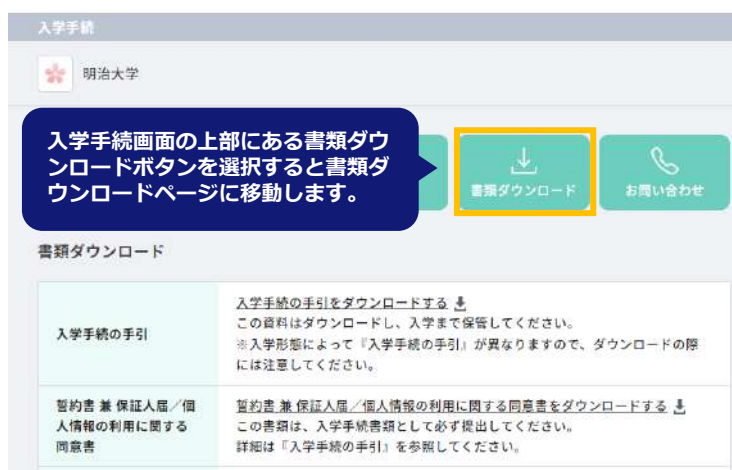 入学手続
明治大学
入学手続画面の上部にある書類ダウ
ンロードボタンを選択すると書類ダ
ウンロードページに移動します。
書類ダウンロード
お問い合わせ
書類ダウンロード
入学手続の手引
入学手続の手引をダウンロードする
この資料はダウンロードし、入学まで保管してください。
※入学形態によって『入学手続の手引』が異なりますので、ダウンロードの際
には注意してください。
誓約書 兼 保証人届／個
人情報の利用に関する
同意書
誓約書 兼 保証人届／個人情報の利用に関する同意書をダウンロードする
この書類は、入学手続書類として必ず提出してください。
詳細は『入学手続の手引』を参照してください。